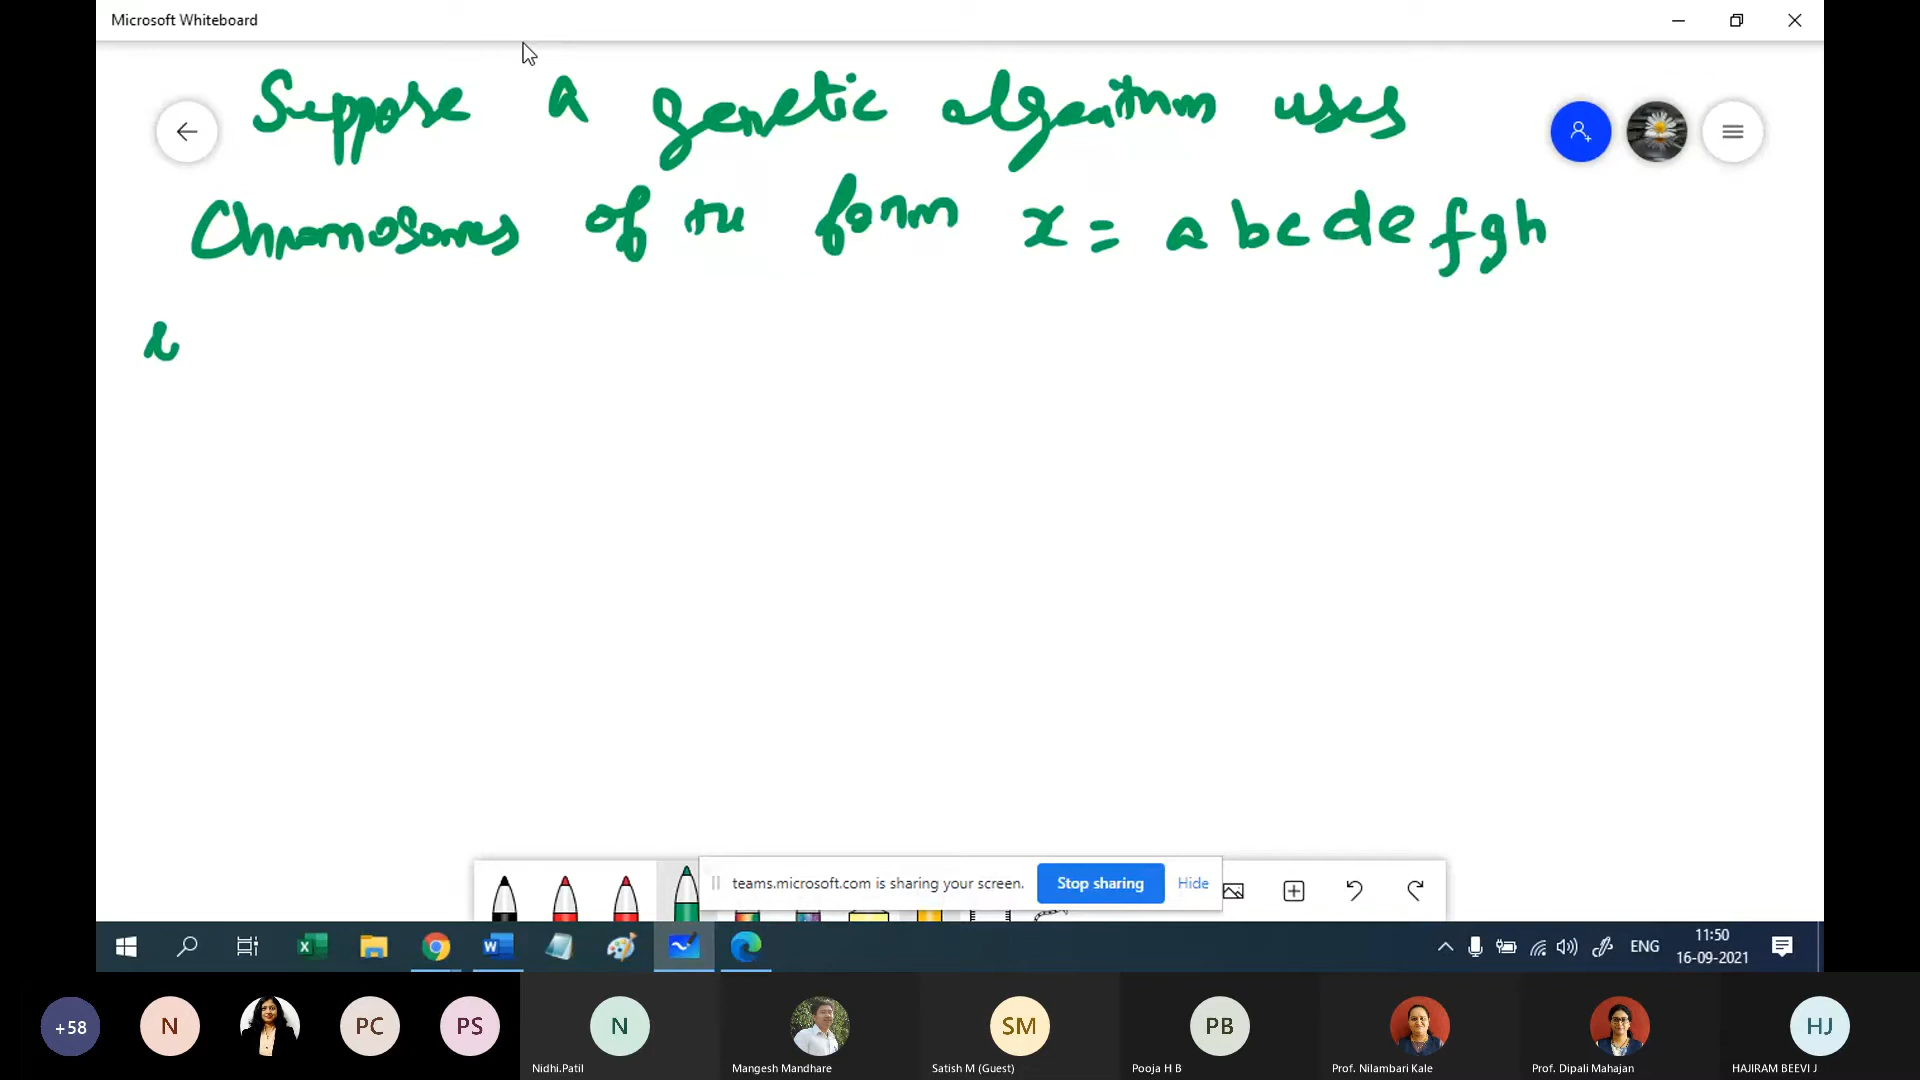 Microsoft Whiteboard
Suppose a genetic algorithm uses
Chromosomes of the form x = a b c d e f g h
teams.microsoft.com is sharing your screen.
Stop sharing
Hide
ENG
11:50
16-09-2021
+58
N
PC
PS
N
SM
PB
HJ
Nidhi.Patil
Mangesh Mandhare
Satish M (Guest)
Pooja H B
Prof. Nilambari Kale
Prof. Dipali Mahajan
HAJIRAM BEEVI J